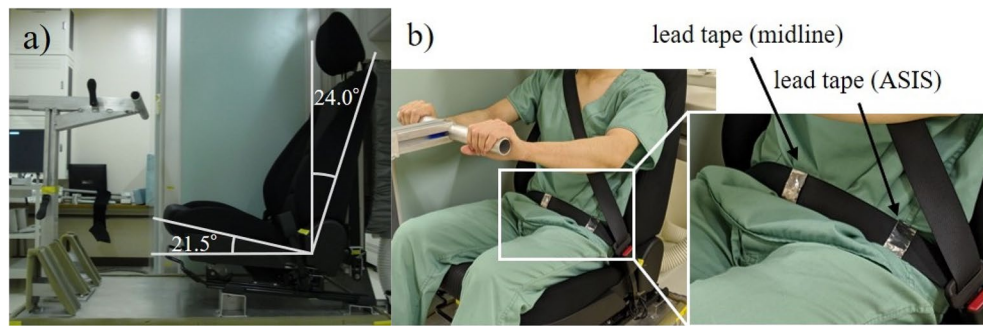 a)
24.0°
21.5°
b)
lead tape (midline)
lead tape (ASIS)